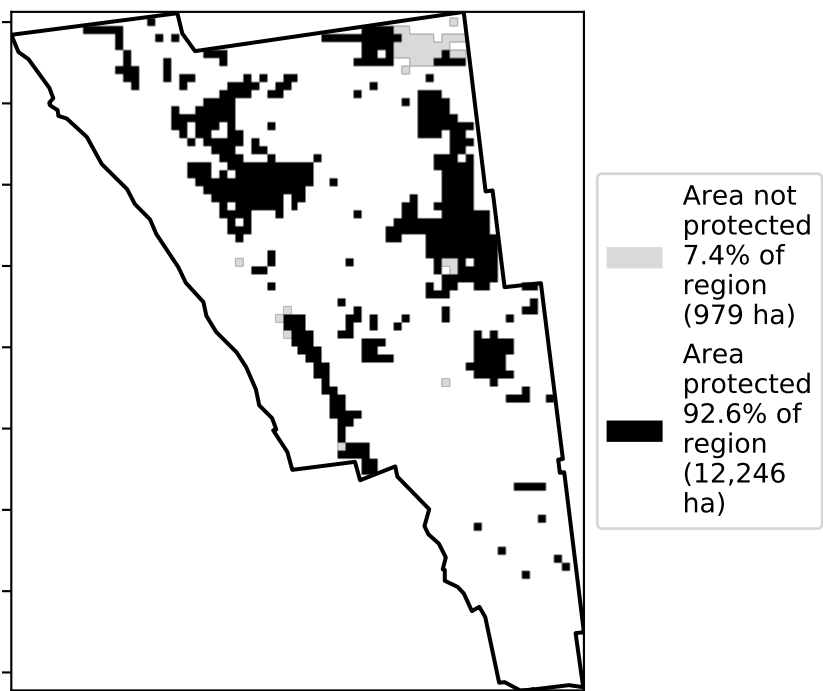 Area not
protected
7.4% of
region
(979 ha)
Area
protected
92.6% of
region
(12,246
ha)